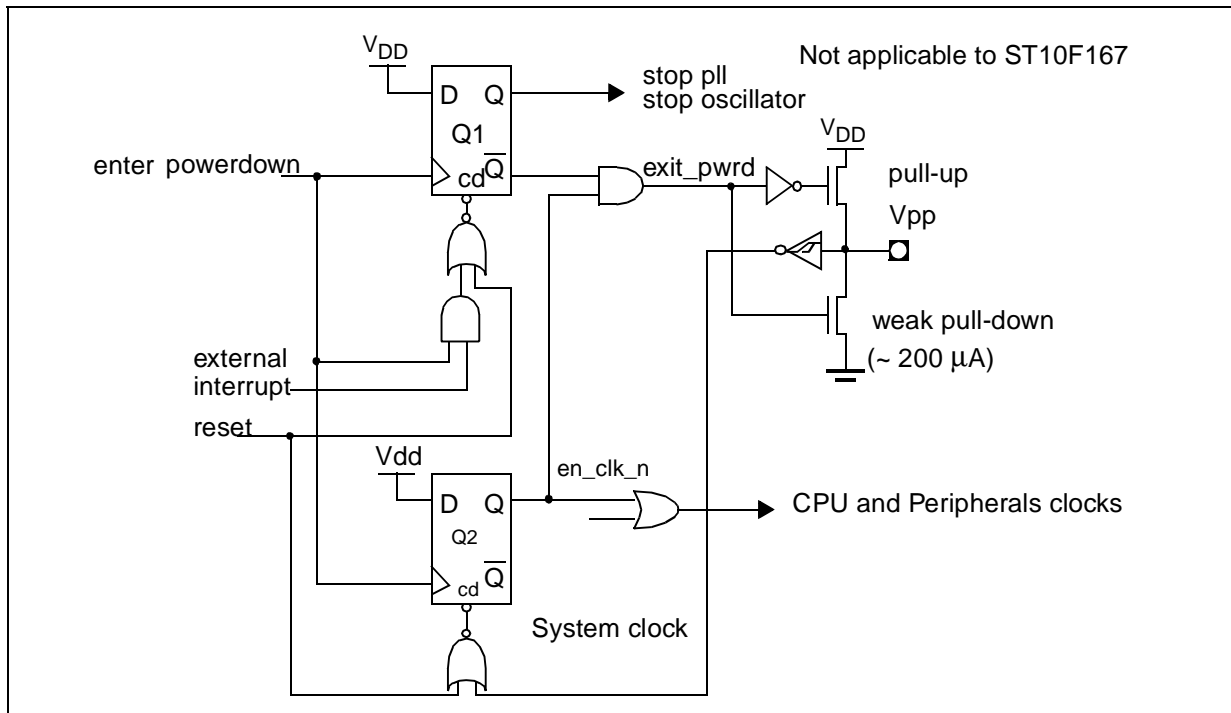 VDD
Not applicable to ST10F167
stop pll
stop oscillator
D Q
Q1
VDD
enter powerdown
cd Q
exit_pwrd
pull-up
Vpp
weak pull-down
(~ 200 μA)
external
interrupt
reset
Vdd
en_clk_n
D Q
CPU and Peripherals clocks
Q2
Q
cd
System clock